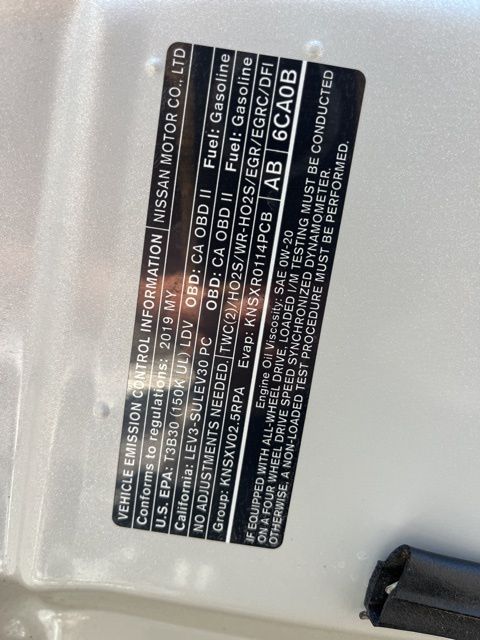 VEHICLE EMISSION CONTROL INFORMATION NISSAN MOTOR CO., LTD
Conforms to regulations: 2019 MY
U.S. EPA: T3B30 (150K UL) LDV OBD: CA OBD II Fuel: Gasoline
California: LEV3-SULEV30 PC OBD: CA OBD II Fuel: Gasoline
NO ADJUSTMENTS NEEDED. TWC(2)/HO2S/WR-HO2S/EGR/EGRC/DFI
Group: KNSXV02.5RPA Evap: KNSXR0114PCB AB 6CA0B
Engine Oil Viscosity: SAE 0W-20
IF EQUIPPED WITH ALL-WHEEL DRIVE, LOADED I/M TESTING MUST BE CONDUCTED
ON A FOUR WHEEL DRIVE SPEED SYNCHRONIZED DYNAMOMETER.
OTHERWISE, A NON-LOADED TEST PROCEDURE MUST BE PERFORMED.